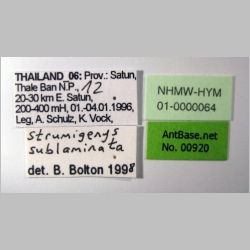 THAILAND_06: Prov.: Satun,
Thale Ban N.P., 12
20-30 km E. Satun,
200-400 mH, 01.-04.01.1996,
Leg, A. Schulz, K. Vock,
strumigenys
sublaminata
det. B. Bolton 1998
NHMW-HYM
01-0000064
AntBase.net
No. 00920